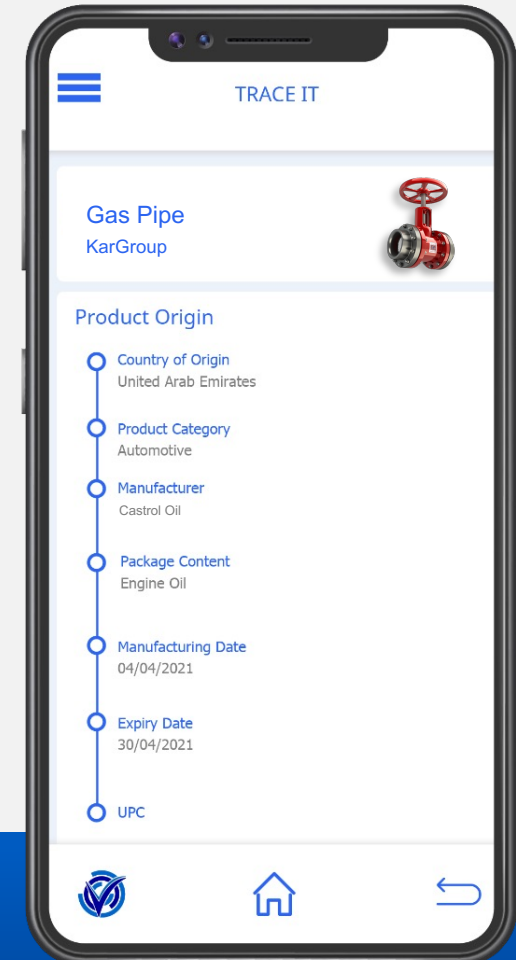 TRACE IT
Gas Pipe
KarGroup
Product Origin
Country of Origin
United Arab Emirates
Product Category
Automotive
Manufacturer
Castrol Oil
Package Content
Engine Oil
Manufacturing Date
04/04/2021
Expiry Date
30/04/2021
UPC